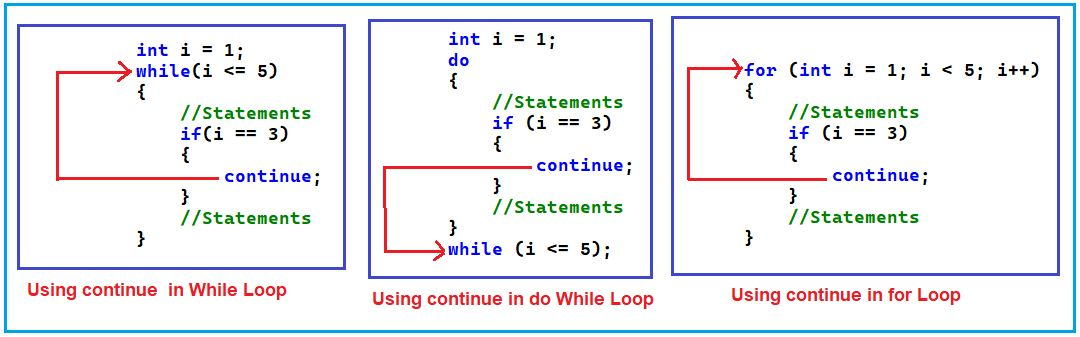 int i = 1;
while(i <= 5)
{
//Statements
if(i == 3)
{
continue;
}
//Statements
}
Using continue in While Loop
int i = 1;
do
{
//Statements
if (i == 3)
{
continue;
}
//Statements
}
while (i <= 5);
Using continue in do While Loop
for (int i = 1; i < 5; i++)
{
//Statements
if (i == 3)
{
continue;
}
//Statements
}
Using continue in for Loop